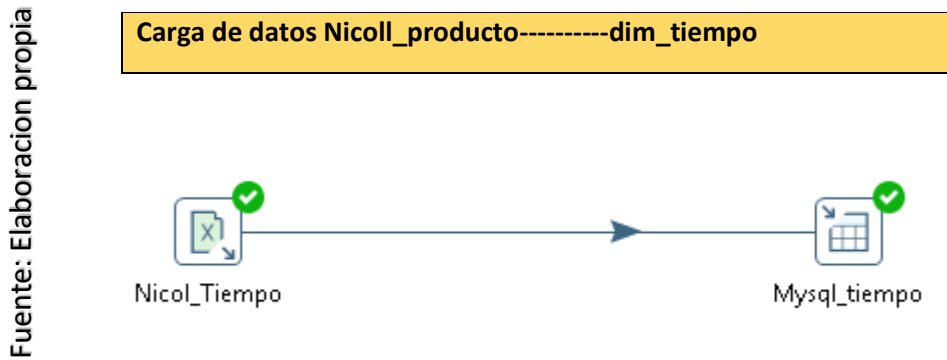 Carga de datos Nicoll_producto----------dim_tiempo
Fuente: Elaboracion propia
X
Nicol_Tiempo
Mysql_tiempo